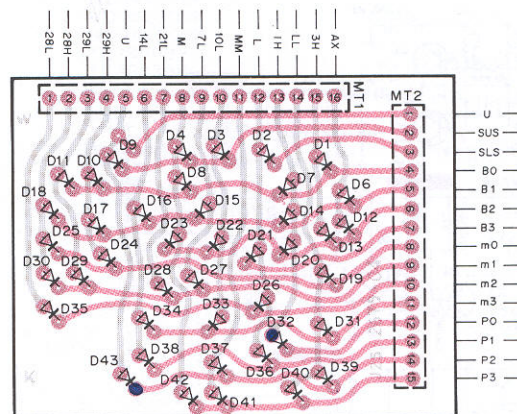 28L 28H 29L 29H U 14L 21L M 7L 10L MM L 1H LL 3H AX
1 2 3 4 5 6 7 8 9 10 11 12 13 14 15 16 MT1
MT2
1 U
2 SUS
3 SLS
4 B0
5 B1
6 B2
7 B3
8 m0
9 m1
10 m2
11 m3
12 P0
13 P1
14 P2
15 P3
D9 D4 D3 D2 D1
D11 D10 D8 D7 D6
D18 D17 D16 D15 D14 D12
D25 D24 D23 D22 D21 D20 D13
D30 D29 D28 D27 D26 D19
D35 D34 D33 D32 D31
D43 D38 D37 D36 D39
D42 D41 D40